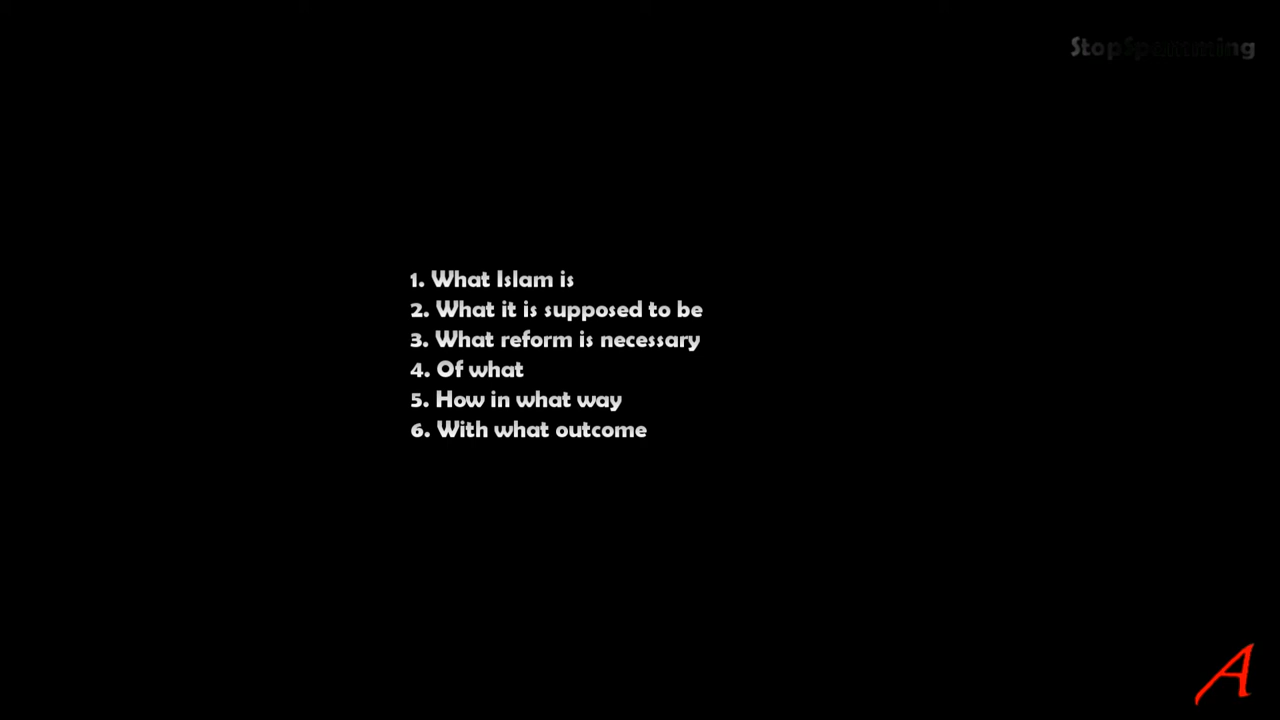 StopSpamming
1. What Islam is
2. What it is supposed to be
3. What reform is necessary
4. Of what
5. How in what way
6. With what outcome
A